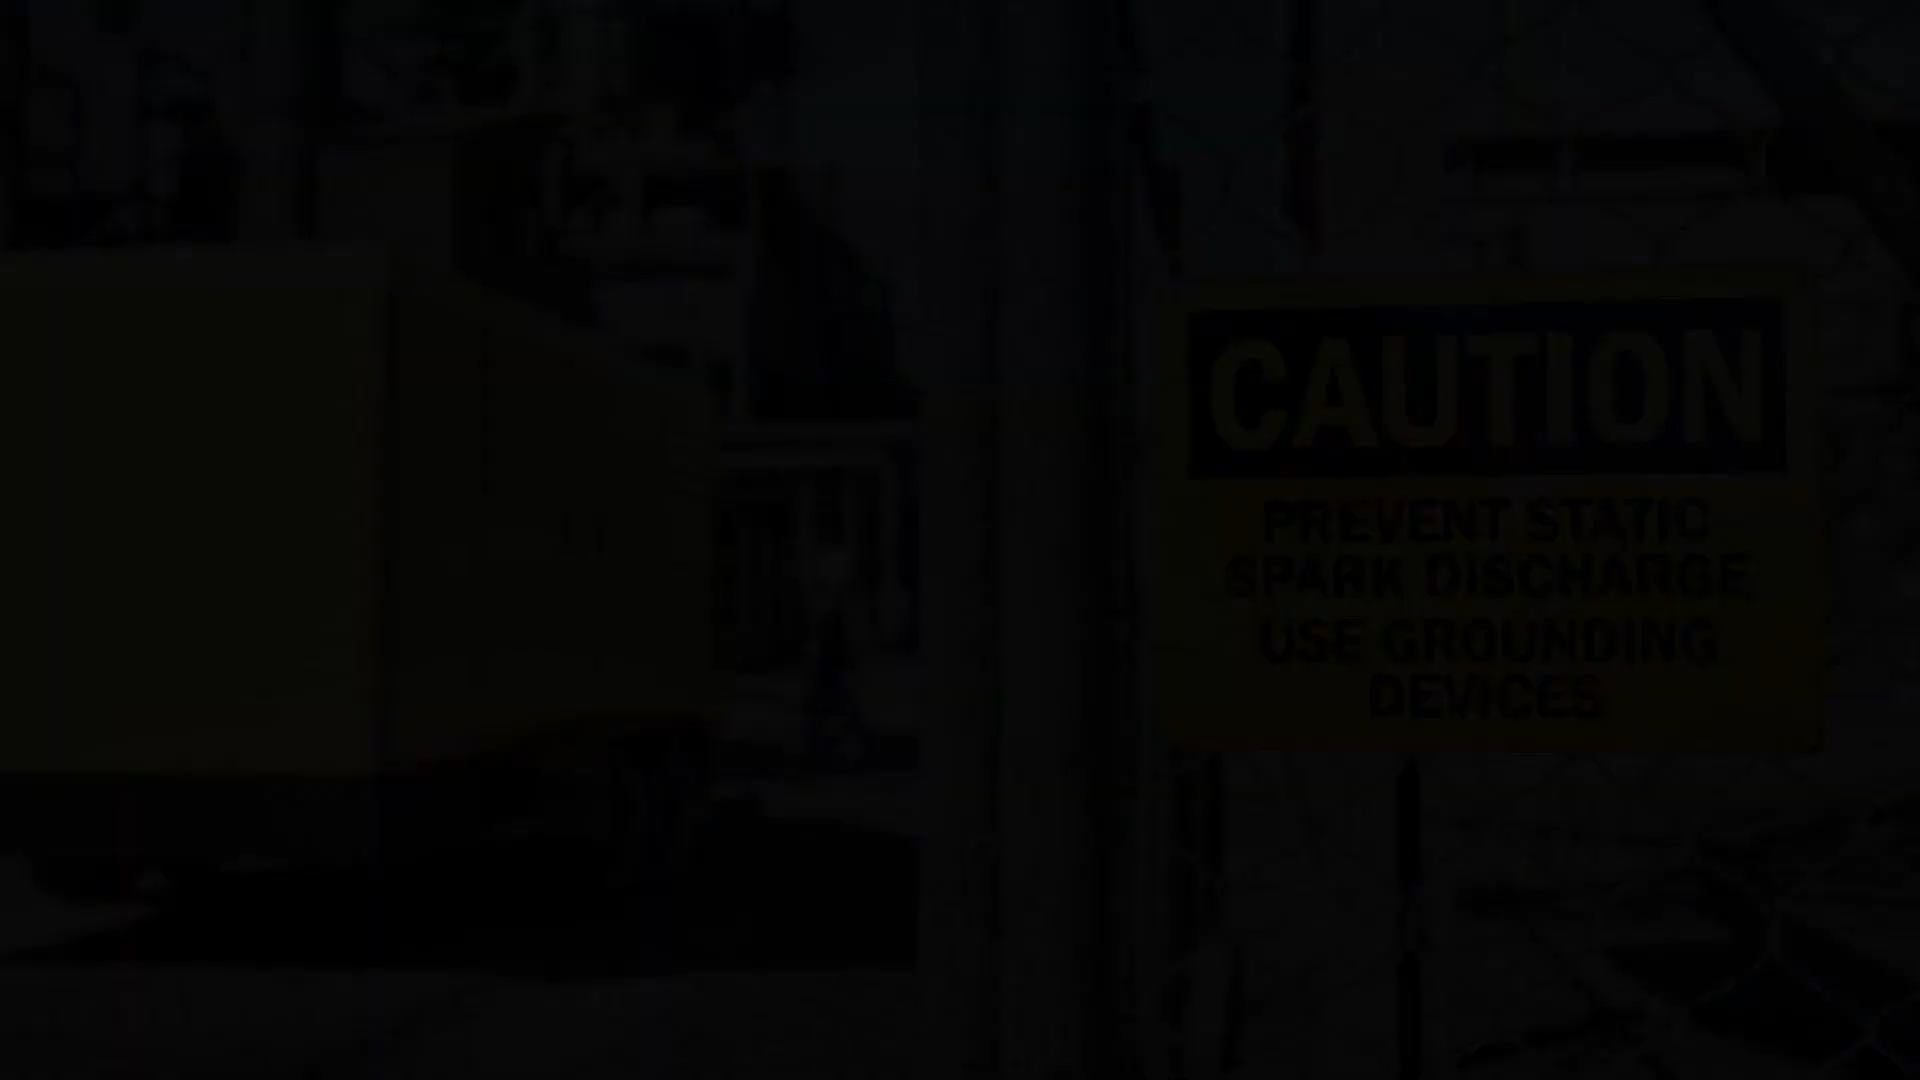 CAUTION
PREVENT STATIC
SPARK DISCHARGE
USE GROUNDING
DEVICES